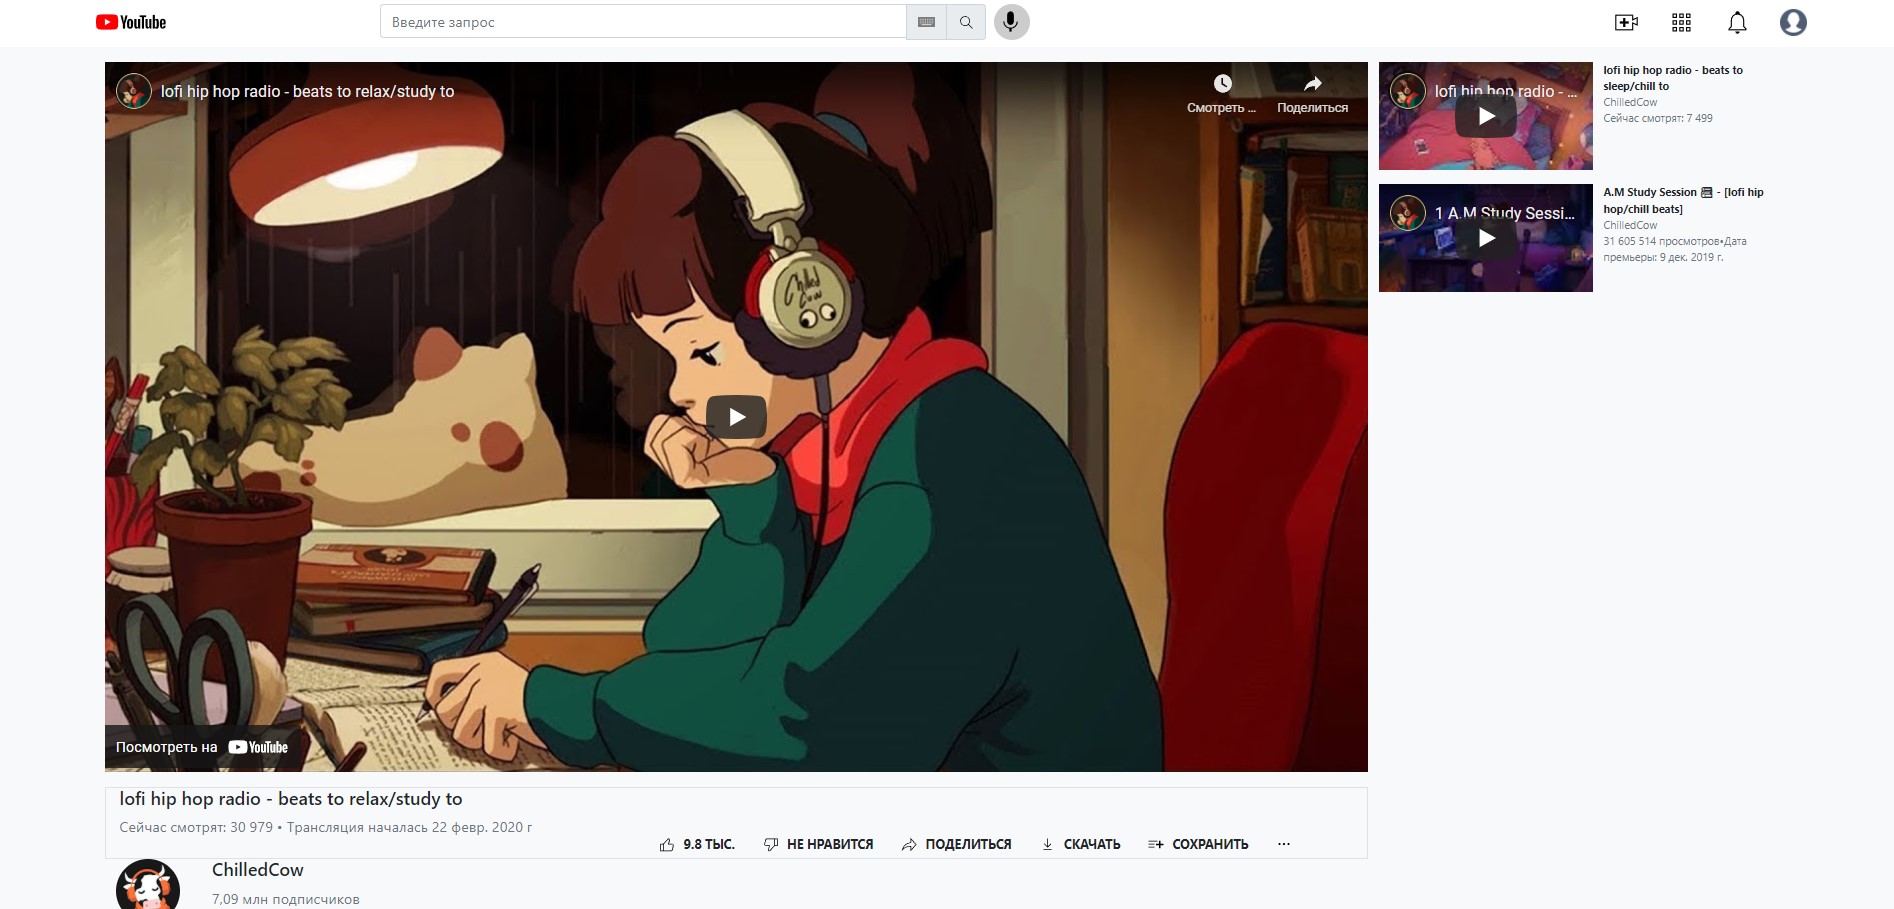 YouTube
Введите запрос
lofi hip hop radio - beats to relax/study to
Смотреть ...
Поделиться
Chilled
Cow
Посмотреть на YouTube
lofi hip hop radio - beats to relax/study to
Сейчас смотрят: 30 979 • Трансляция началась 22 февр. 2020 г
9.8 ТЫС. НЕ НРАВИТСЯ ПОДЕЛИТЬСЯ СКАЧАТЬ СОХРАНИТЬ ...
ChilledCow
7,09 млн подписчиков
lofi hip hop radio - ...
lofi hip hop radio - beats to
sleep/chill to
ChilledCow
Сейчас смотрят: 7 499
1 A.M Study Sessi...
A.M Study Session 📚 - [lofi hip
hop/chill beats]
ChilledCow
31 605 514 просмотров•Дата
премьеры: 9 дек. 2019 г.